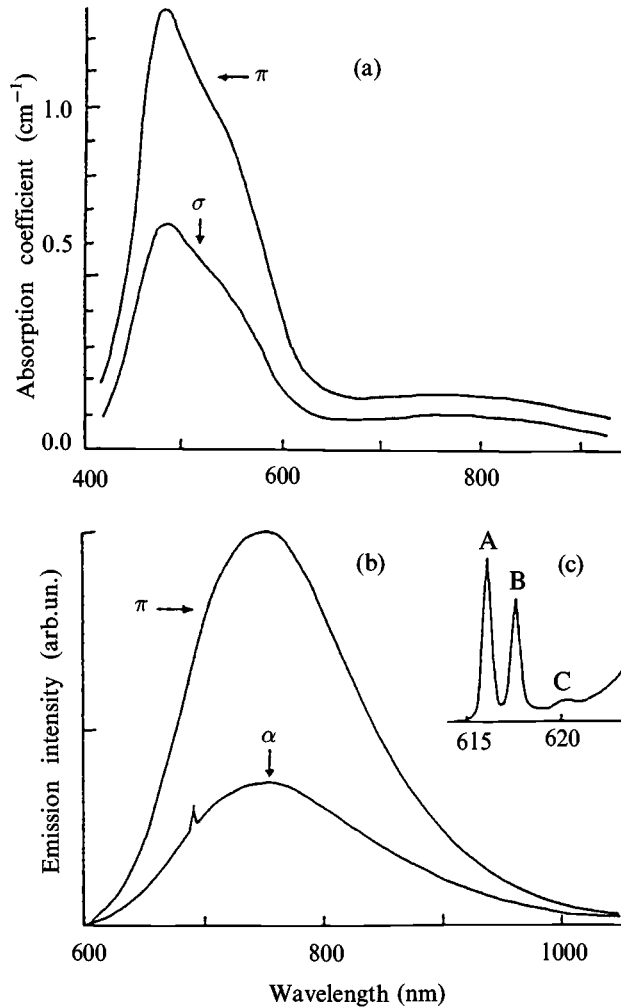 (a)
π
σ
1.0
0.5
0.0
Absorption coefficient (cm⁻¹)
400 600 800
(b)
π
α
(c)
A
B
C
615 620
Emission intensity (arb.un.)
600 800 1000
Wavelength (nm)